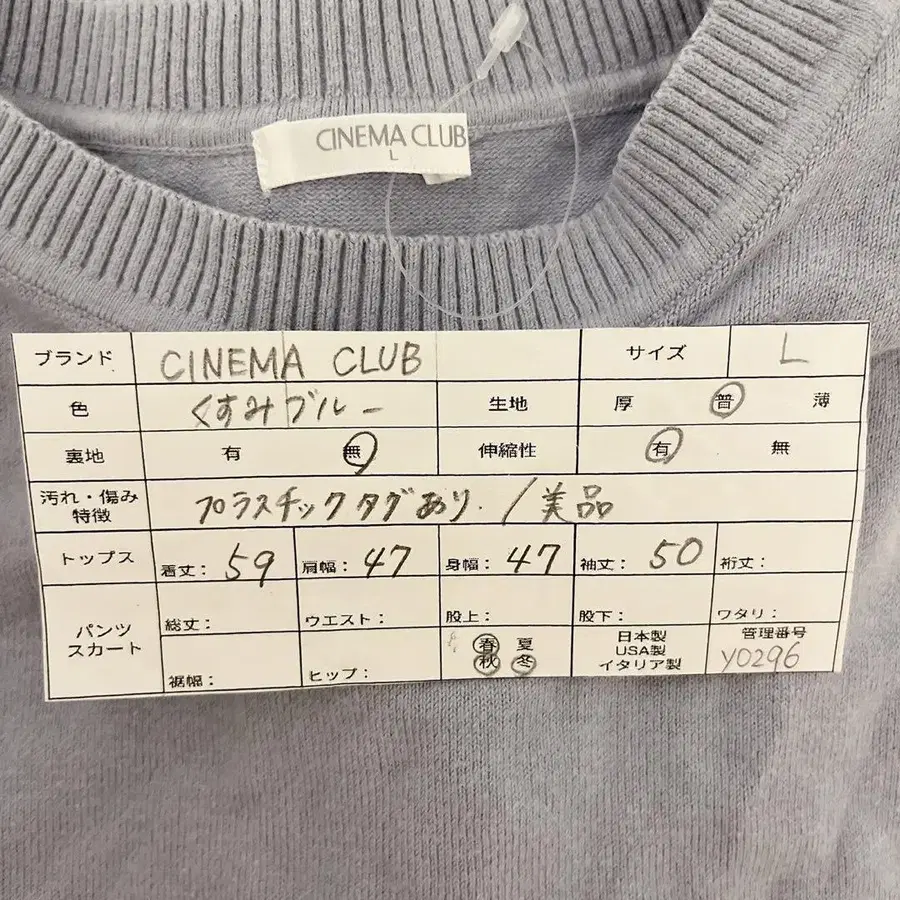 CINEMA CLUB
L
ブランド CINEMA CLUB サイズ L
色 くすみブルー 生地 厚 普 薄
裏地 有 無 伸縮性 有 無
汚れ・傷み
特徴 プラスチックタグあり./美品
トップス 着丈: 59 肩幅: 47 身幅: 47 袖丈: 50 裄丈:
パンツ
スカート
総丈: ウエスト: 股上: 股下: ワタリ:
裾幅: ヒップ: 春 夏
秋 冬
日本製
USA製
イタリア製
管理番号
Y0296